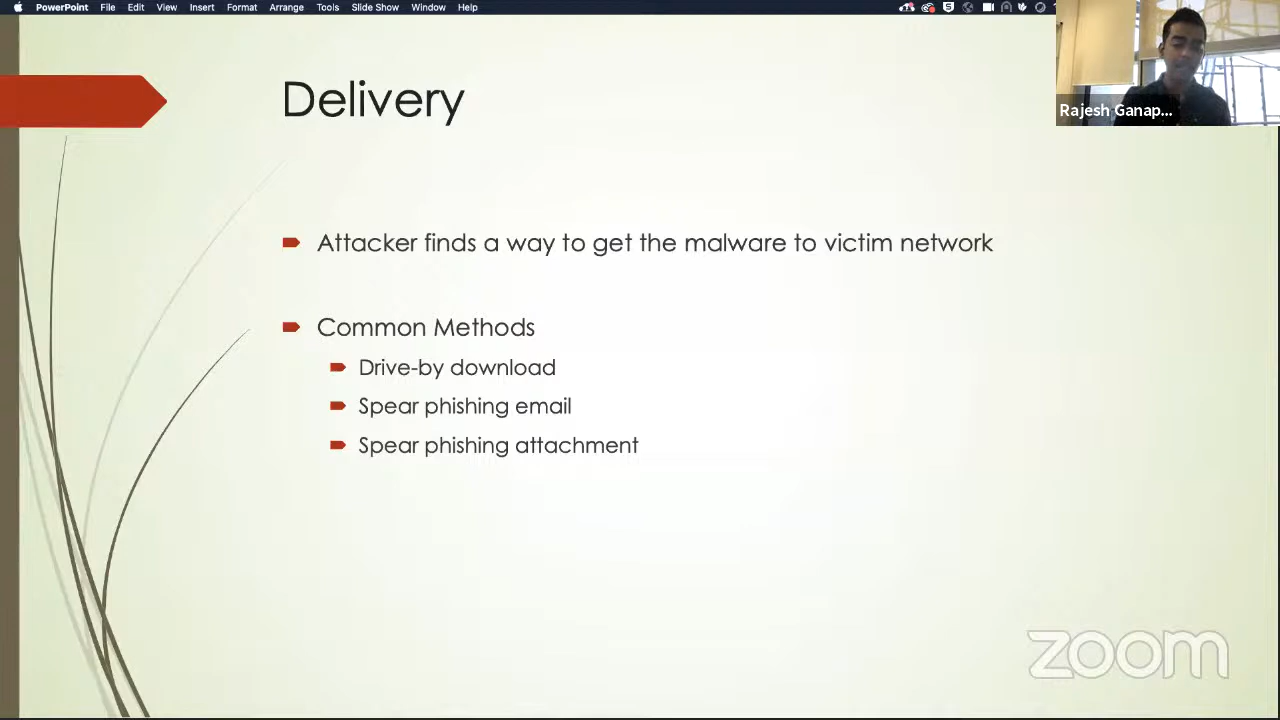 PowerPoint File Edit View Insert Format Arrange Tools Slide Show Window Help
Rajesh Ganap...
Delivery
Attacker finds a way to get the malware to victim network
Common Methods
Drive-by download
Spear phishing email
Spear phishing attachment
zoom